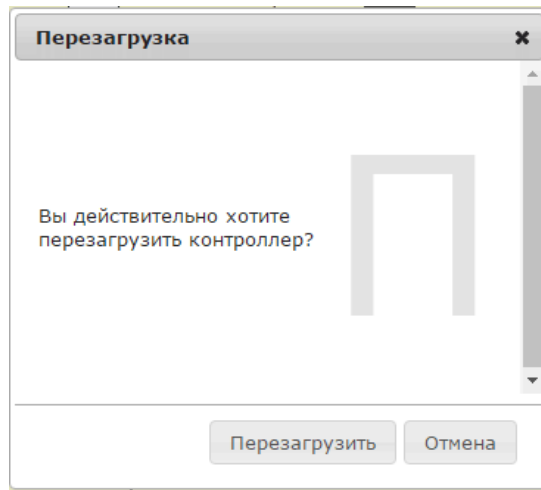 Перезагрузка
Вы действительно хотите
перезагрузить контроллер?
П
Перезагрузить Отмена